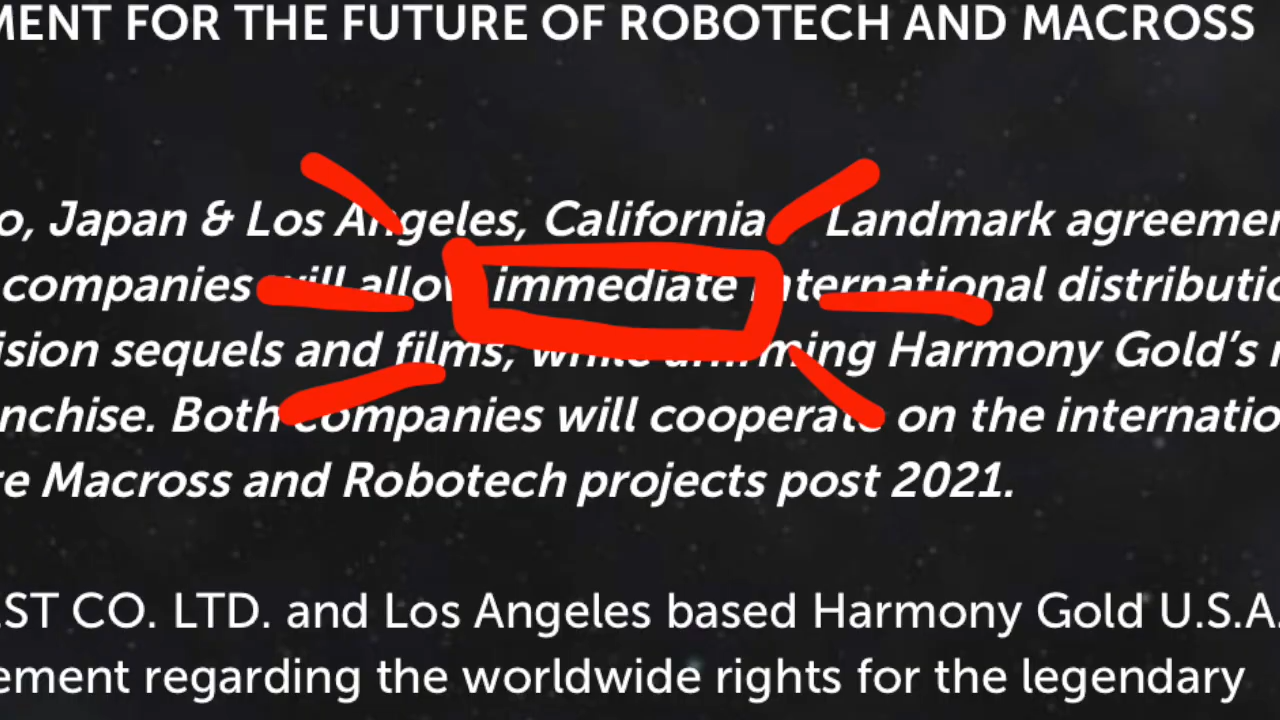 MENT FOR THE FUTURE OF ROBOTECH AND MACROSS
o, Japan & Los Angeles, California Landmark agreemen
companies will allow immediate international distributio
ision sequels and films, while affirming Harmony Gold's r
nchise. Both companies will cooperate on the internatio
re Macross and Robotech projects post 2021.
EST CO. LTD. and Los Angeles based Harmony Gold U.S.A.
ement regarding the worldwide rights for the legendary